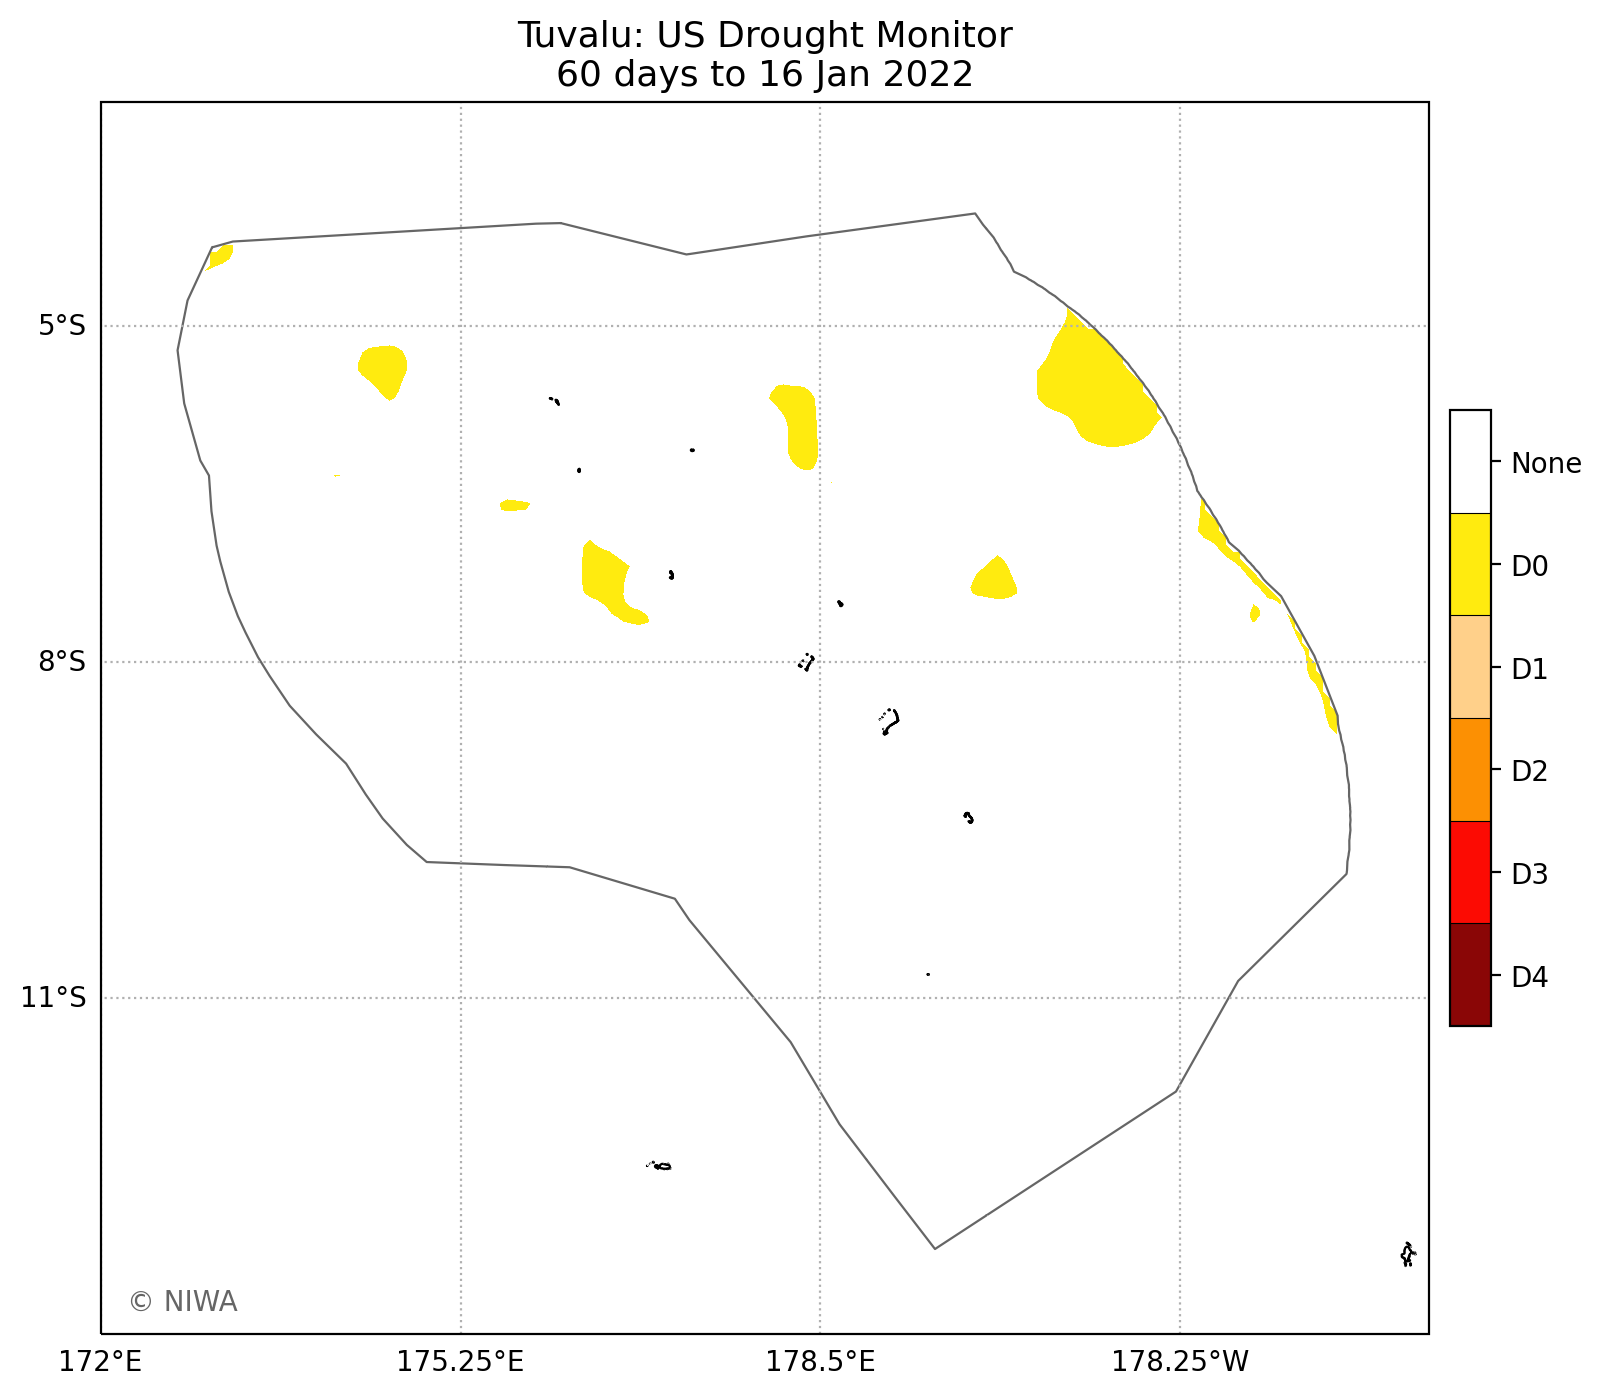 Tuvalu: US Drought Monitor
60 days to 16 Jan 2022
5°S
8°S
11°S
172°E
175.25°E
178.5°E
178.25°W
None
D0
D1
D2
D3
D4
© NIWA